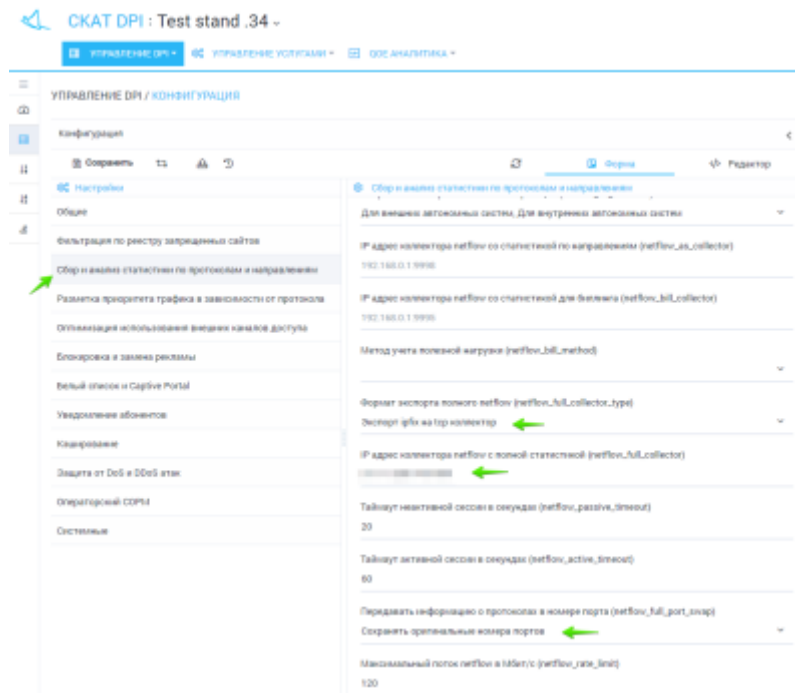 СКАТ DPI : Test stand .34
УПРАВЛЕНИЕ DPI
УПРАВЛЕНИЕ УСЛУГАМИ
QOE АНАЛИТИКА
УПРАВЛЕНИЕ DPI / КОНФИГУРАЦИЯ
Конфигурация
Сохранить
Форма
Редактор
Настройки
Общие
Фильтрация по реестру запрещенных сайтов
Сбор и анализ статистики по протоколам и направлениям
Разметка приоритета трафика в зависимости от протокола
Оптимизация использования внешних каналов доступа
Блокировка и замена рекламы
Белый список и Captive Portal
Уведомление абонентов
Кэширование
Защита от DoS и DDoS атак
Операторский СОРМ
Системные
Сбор и анализ статистики по протоколам и направлениям
Для внешних автономных систем, Для внутренних автономных систем
IP адрес коллектора netflow со статистикой по направлениям (netflow_as_collector)
192.168.0.1:9998
IP адрес коллектора netflow со статистикой для биллинга (netflow_bill_collector)
192.168.0.1:9996
Метод учета полезной нагрузки (netflow_bill_method)
Формат экспорта полного netflow (netflow_full_collector_type)
Экспорт ipfix на tcp коллектор
IP адрес коллектора netflow с полной статистикой (netflow_full_collector)
Таймаут неактивной сессии в секундах (netflow_passive_timeout)
20
Таймаут активной сессии в секундах (netflow_active_timeout)
60
Передавать информацию о протоколах в номере порта (netflow_full_port_swap)
Сохранять оригинальные номера портов
Максимальный поток netflow в Мбит/с (netflow_rate_limit)
120